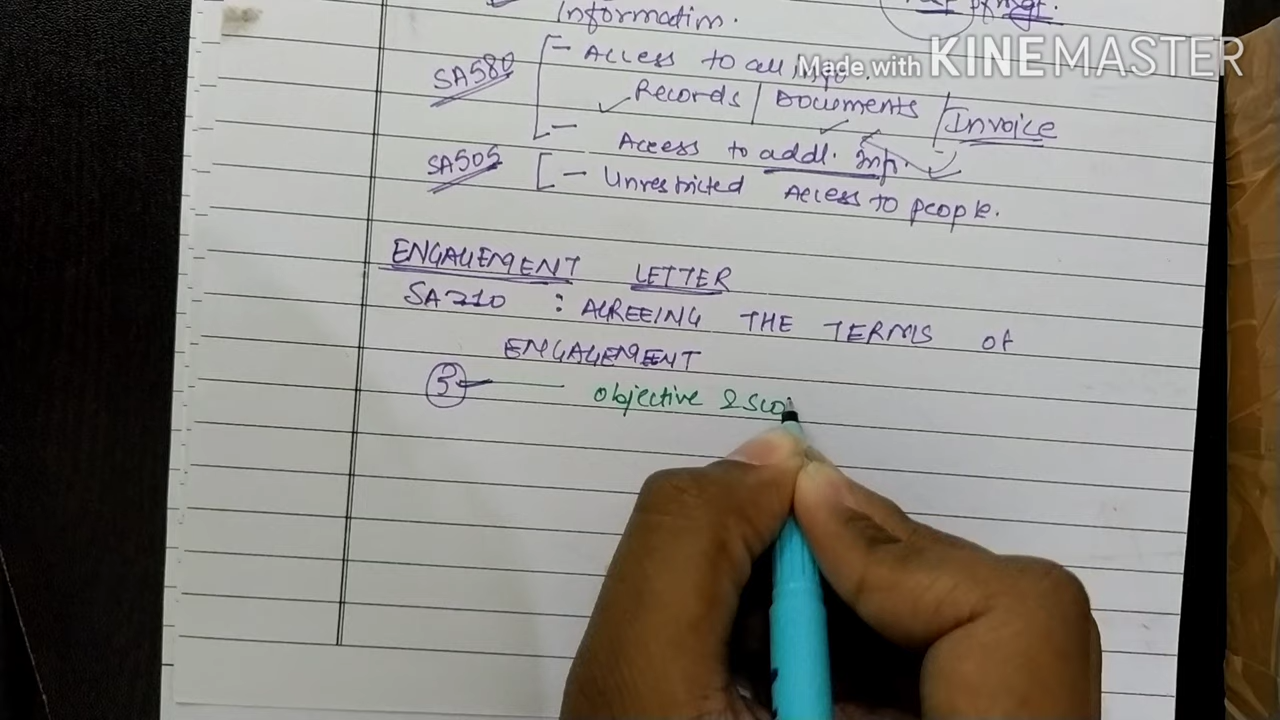 Information.
Made with KINEMASTER
SA580 - Access to all info
Records | Documents | Invoice
- Access to addl. inf.
SA505 - Unrestricted Access to people.
ENGAGEMENT LETTER
SA210 : AGREEING THE TERMS Of
ENGAGEMENT
5 Objective & Sco